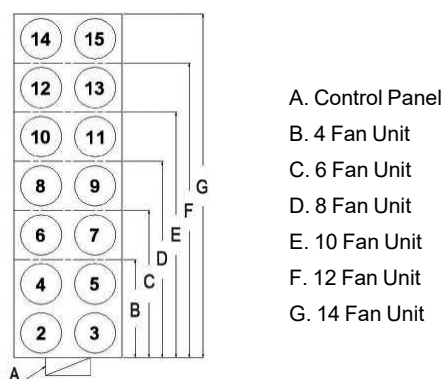 14 15
12 13
10 11
8 9
6 7
4 5
2 3
G
F
E
D
C
B
A
A. Control Panel
B. 4 Fan Unit
C. 6 Fan Unit
D. 8 Fan Unit
E. 10 Fan Unit
F. 12 Fan Unit
G. 14 Fan Unit